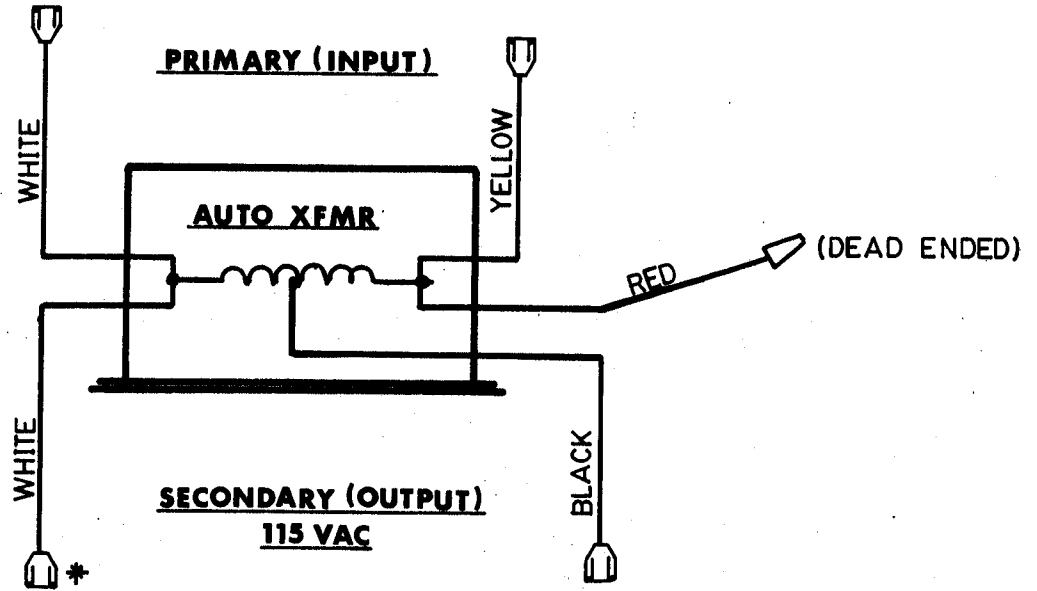 PRIMARY (INPUT)
WHITE
YELLOW
AUTO XFMR
(DEAD ENDED)
RED
WHITE
BLACK
SECONDARY (OUTPUT)
115 VAC
*